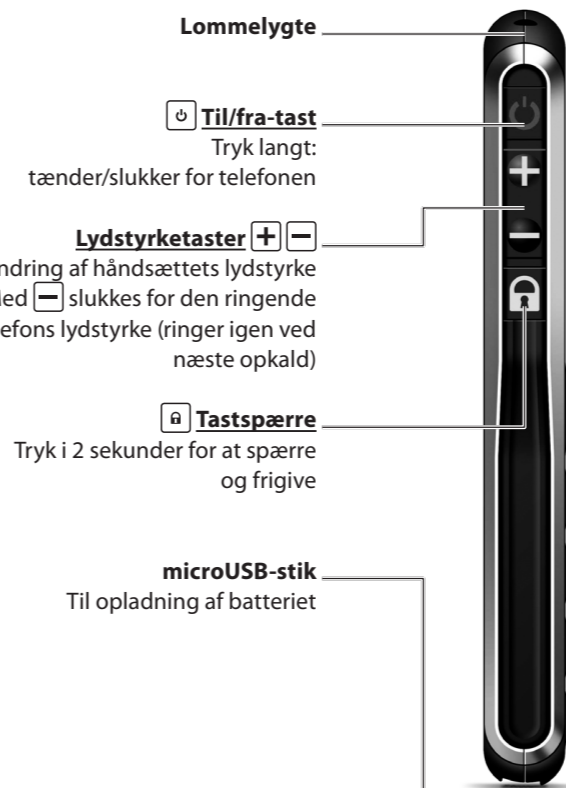 Lommelygte
Til/fra-tast
Tryk langt:
tænder/slukker for telefonen
Lydstyketaster + −
af håndsættets lydstyrke
− slukkes for den ringende
lydstyrke (ringer igen ved
næste opkald)
Tastspærre
Tryk i 2 sekunder for at spærre
og frigive
microUSB-stik
Til opladning af batteriet